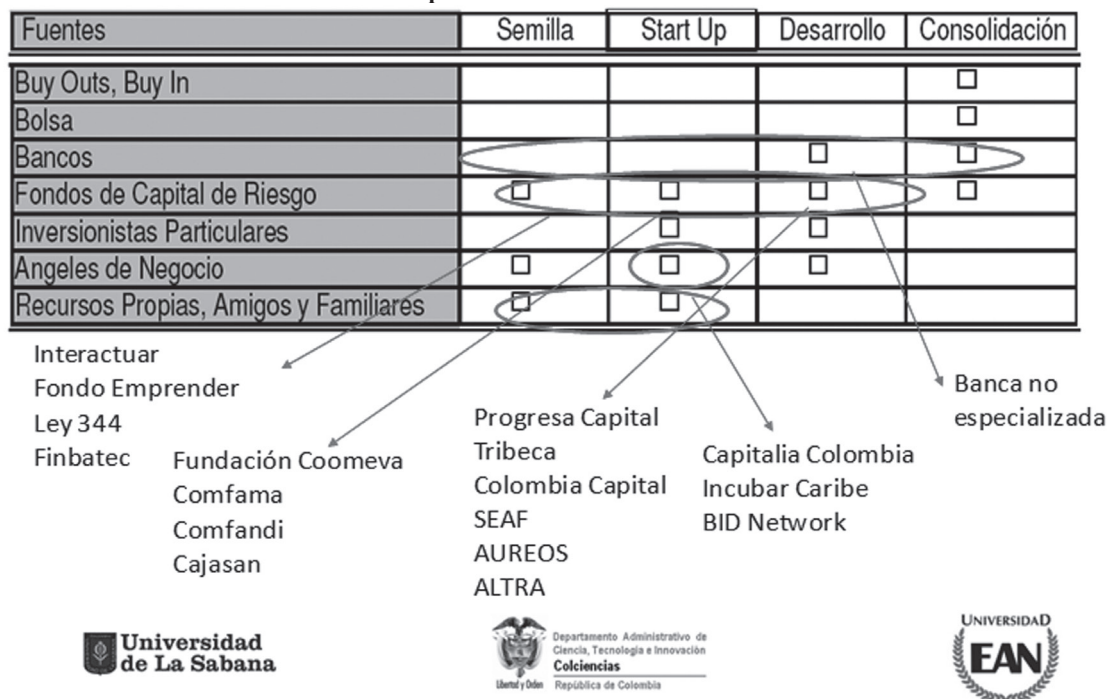 Fuentes Semilla Start Up Desarrollo Consolidación
Buy Outs, Buy In
Bolsa
Bancos
Fondos de Capital de Riesgo
Inversionistas Particulares
Angeles de Negocio
Recursos Propias, Amigos y Familiares
Interactuar
Fondo Emprender
Ley 344
Finbatec
Fundación Coomeva
Comfama
Comfandi
Cajasan
Progresa Capital
Tribeca
Colombia Capital
SEAF
AUREOS
ALTRA
Capitalia Colombia
Incubar Caribe
BID Network
Banca no
especializada
Universidad
de La Sabana
Libertad y Orden
Departamento Administrativo de
Ciencia, Tecnología e Innovación
Colciencias
República de Colombia
UNIVERSIDAD
EAN